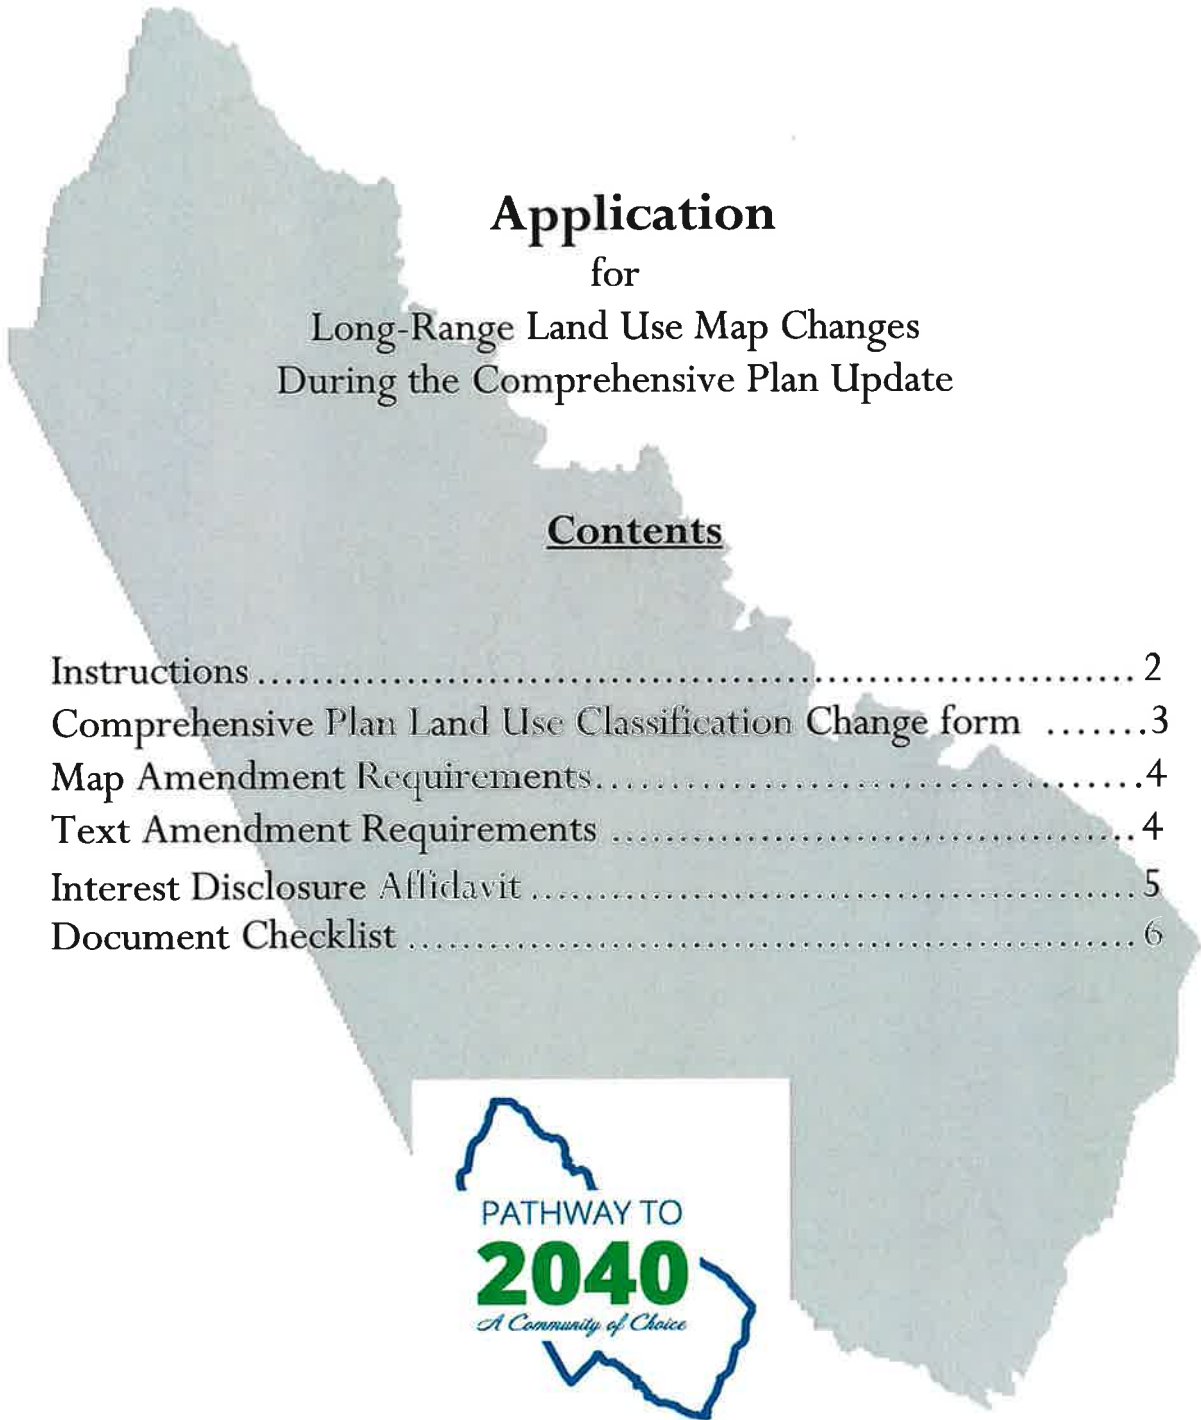 Application
for
Long-Range Land Use Map Changes
During the Comprehensive Plan Update
Contents
Instructions .................................................................. 2
Comprehensive Plan Land Use Classification Change form .......3
Map Amendment Requirements.........................................4
Text Amendment Requirements .......................................4
Interest Disclosure Affidavit .............................................5
Document Checklist ...................................................... 6
PATHWAY TO
2040
A Community of Choice